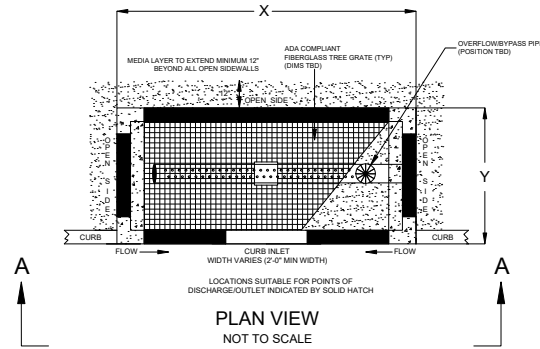 X
OVERFLOW/BYPASS PIP
(POSITION TBD)
ADA COMPLIANT
FIBERGLASS TREE GRATE (TYP)
(DIMS TBD)
MEDIA LAYER TO EXTEND MINIMUM 12"
BEYOND ALL OPEN SIDEWALLS
OPEN SIDE
OPEN SIDE
OPEN SIDE
Y
CURB
CURB
FLOW
CURB INLET
WIDTH VARIES (2'-0" MIN WIDTH)
FLOW
A
A
LOCATIONS SUITABLE FOR POINTS OF
DISCHARGE/OUTLET INDICATED BY SOLID HATCH
PLAN VIEW
NOT TO SCALE